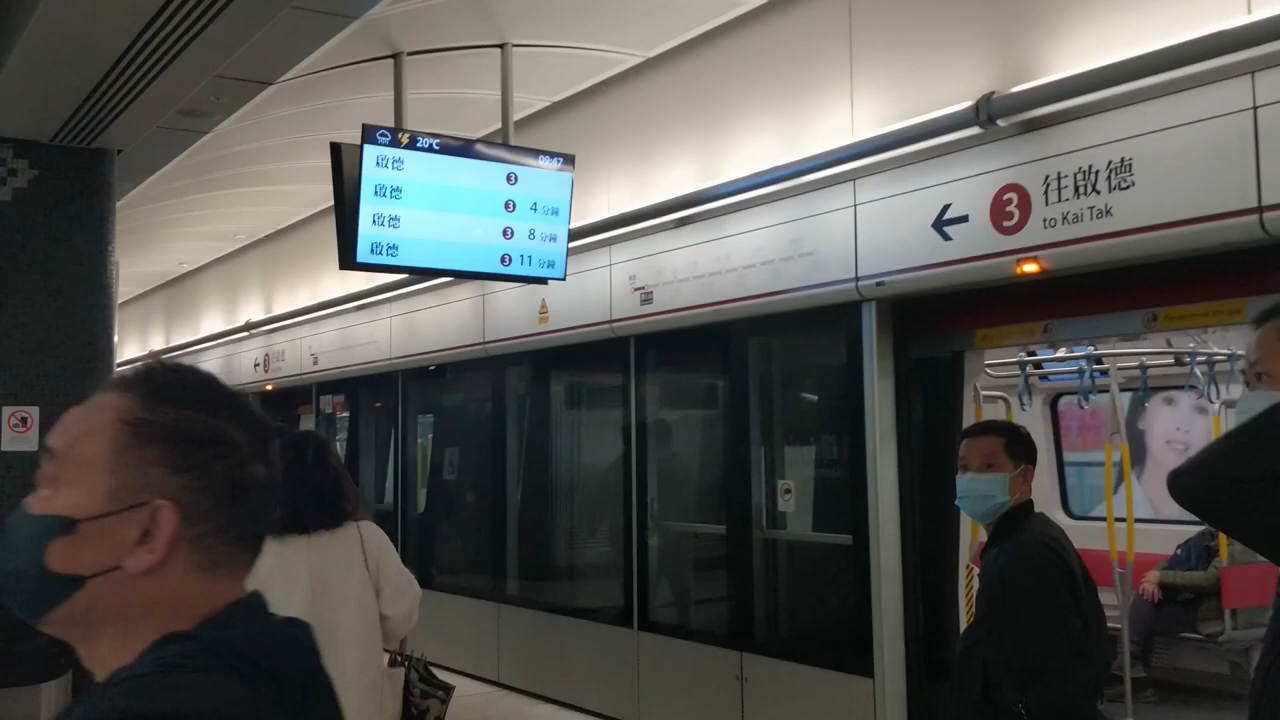 20°C 09:47
啟德 3
啟德 3 4 分鐘
啟德 3 8 分鐘
啟德 3 11 分鐘
3 往啟德
to Kai Tak